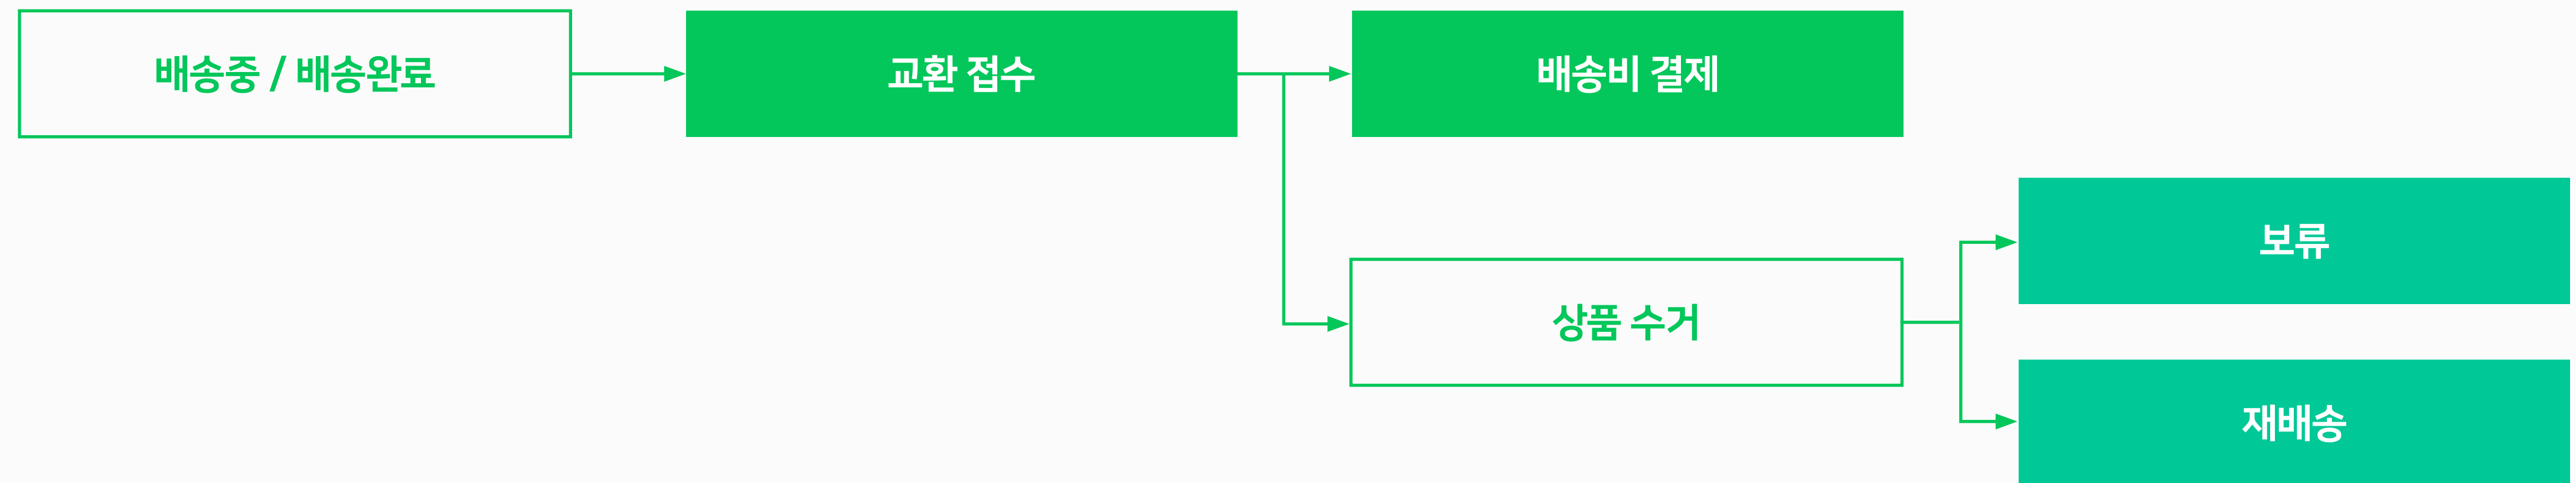 배송중 / 배송완료
교환 접수
배송비 결제
상품 수거
보류
재배송